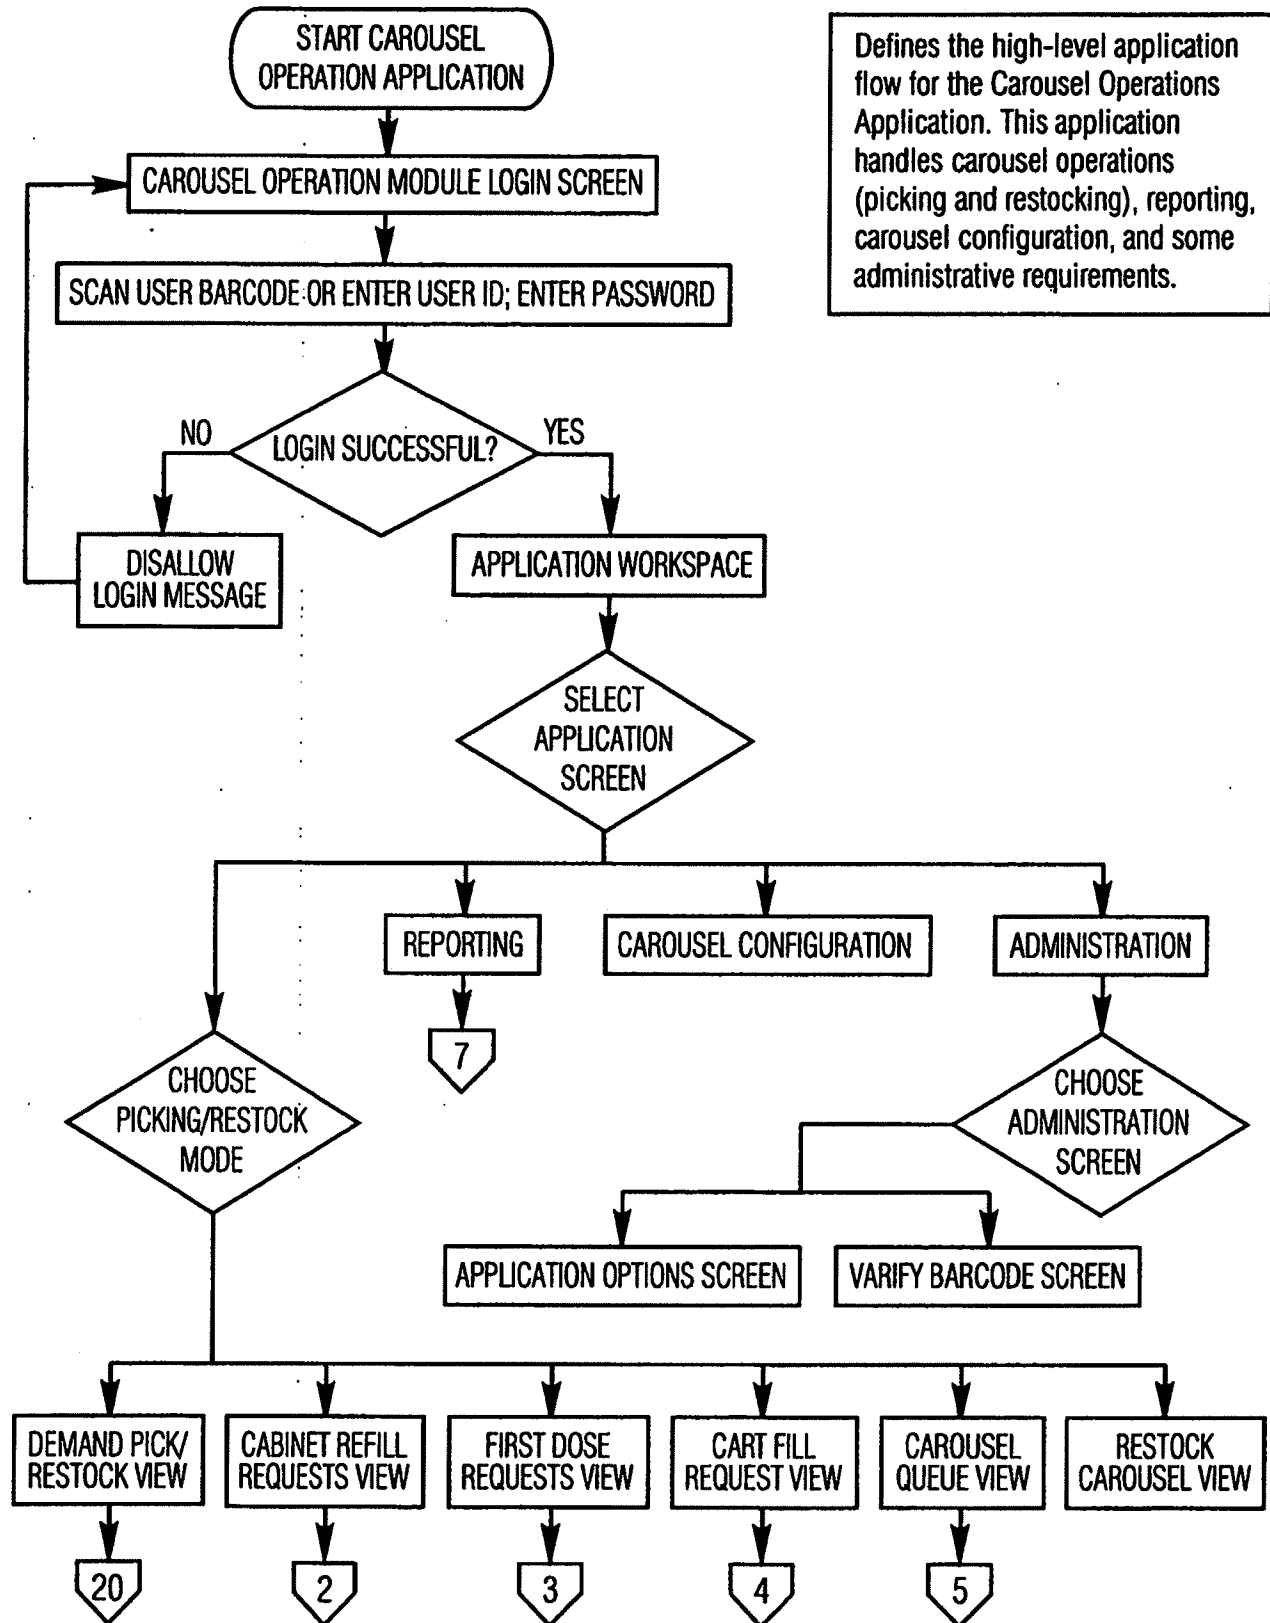 START CAROUSEL
OPERATION APPLICATION
Defines the high-level application
flow for the Carousel Operations
Application. This application
handles carousel operations
(picking and restocking), reporting,
carousel configuration, and some
administrative requirements.
CAROUSEL OPERATION MODULE LOGIN SCREEN
SCAN USER BARCODE OR ENTER USER ID; ENTER PASSWORD
LOGIN SUCCESSFUL?
NO
YES
DISALLOW
LOGIN MESSAGE
APPLICATION WORKSPACE
SELECT
APPLICATION
SCREEN
REPORTING
CAROUSEL CONFIGURATION
ADMINISTRATION
7
CHOOSE
PICKING/RESTOCK
MODE
CHOOSE
ADMINISTRATION
SCREEN
APPLICATION OPTIONS SCREEN
VARIFY BARCODE SCREEN
DEMAND PICK/
RESTOCK VIEW
CABINET REFILL
REQUESTS VIEW
FIRST DOSE
REQUESTS VIEW
CART FILL
REQUEST VIEW
CAROUSEL
QUEUE VIEW
RESTOCK
CAROUSEL VIEW
20
2
3
4
5